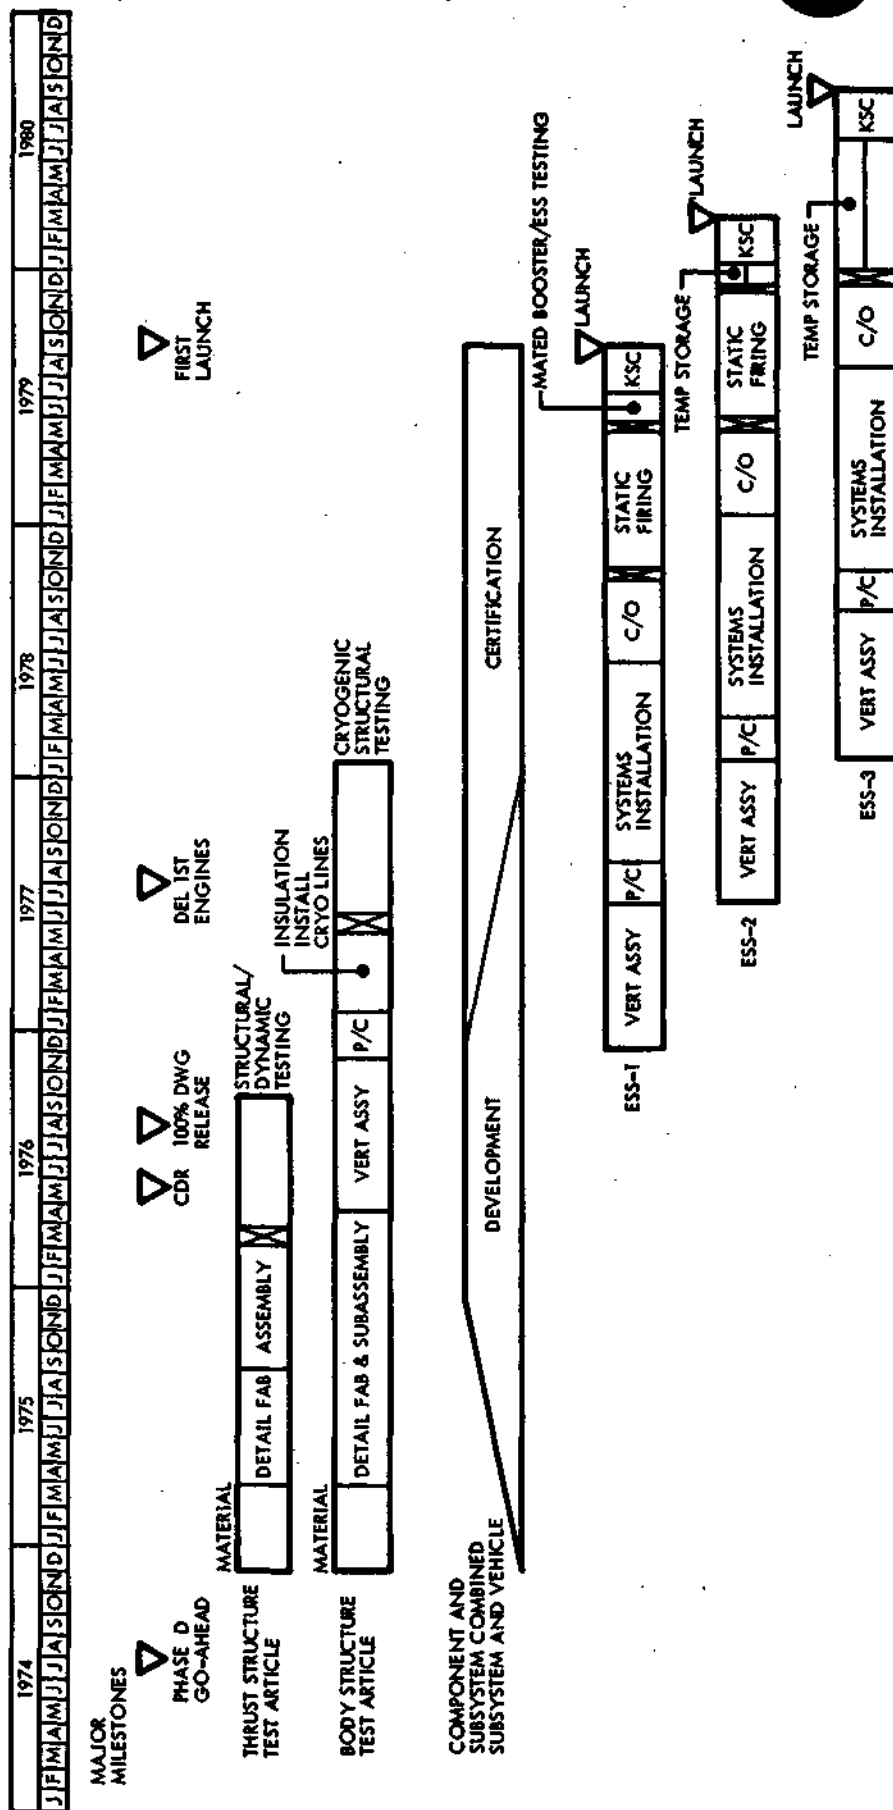 1974 1975 1976 1977 1978 1979 1980
J F M A M J J A S O N D J F M A M J J A S O N D J F M A M J J A S O N D J F M A M J J A S O N D J F M A M J J A S O N D J F M A M J J A S O N D J F M A M J J A S O N D
MAJOR
MILESTONES
PHASE D
GO-AHEAD
CDR
100% DWG
RELEASE
DEL 1ST
ENGINES
FIRST
LAUNCH
THRUST STRUCTURE
TEST ARTICLE
MATERIAL
DETAIL FAB
ASSEMBLY
STRUCTURAL/
DYNAMIC
TESTING
BODY STRUCTURE
TEST ARTICLE
MATERIAL
DETAIL FAB & SUBASSEMBLY
VERT ASSY
P/C
INSULATION
INSTALL
CRYO LINES
CRYOGENIC
STRUCTURAL
TESTING
COMPONENT AND
SUBSYSTEM COMBINED
SUBSYSTEM AND VEHICLE
DEVELOPMENT
CERTIFICATION
ESS-1
VERT ASSY
P/C
SYSTEMS
INSTALLATION
C/O
STATIC
FIRING
MATED BOOSTER/ESS TESTING
KSC
LAUNCH
ESS-2
VERT ASSY
P/C
SYSTEMS
INSTALLATION
C/O
STATIC
FIRING
TEMP STORAGE
KSC
LAUNCH
ESS-3
VERT ASSY
P/C
SYSTEMS
INSTALLATION
C/O
TEMP STORAGE
KSC
LAUNCH